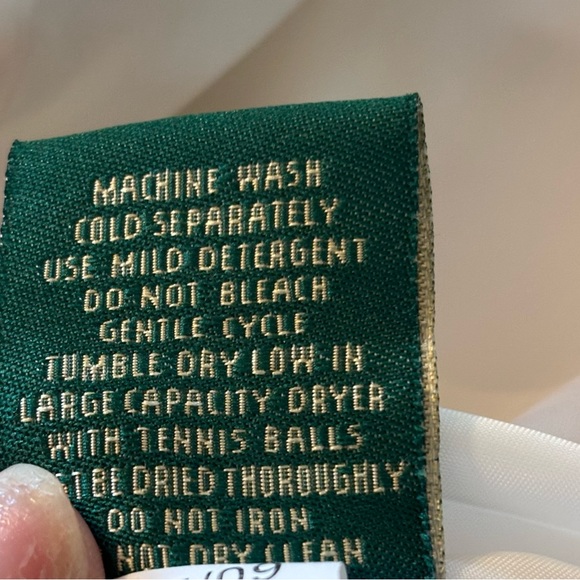 MACHINE WASH
COLD SEPARATELY
USE MILD DETERGENT
DO NOT BLEACH
GENTLE CYCLE
TUMBLE DRY LOW IN
LARGE CAPACITY DRYER
WITH TENNIS BALLS
BE DRIED THOROUGHLY
DO NOT IRON
NOT DRY CLEAN